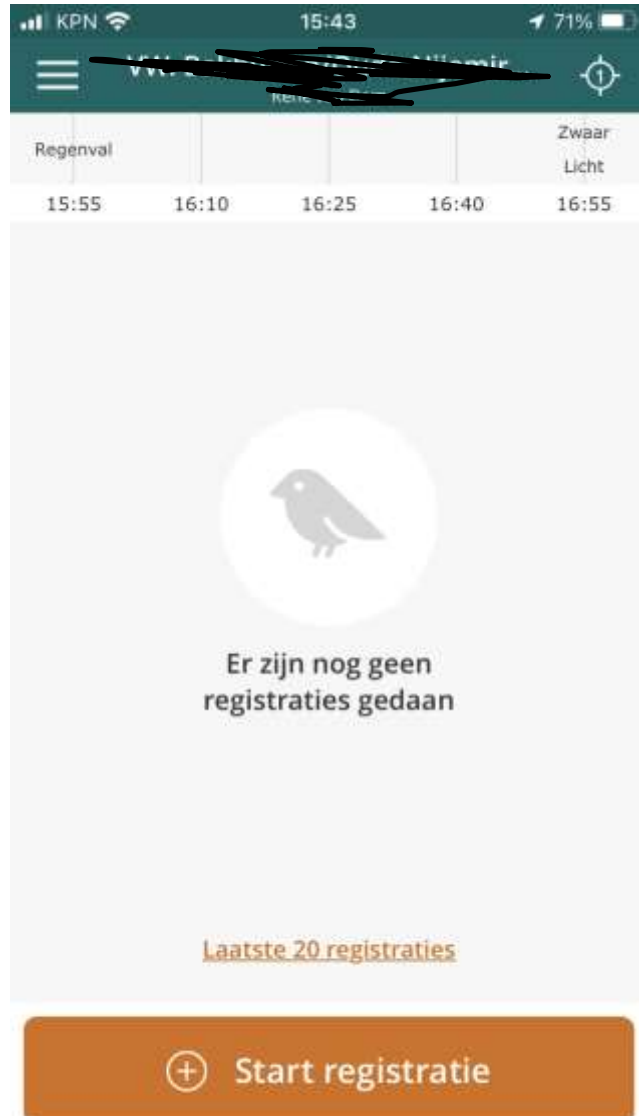 KPN 15:43 71%
1
Zwaar
Regenval
Licht
15:55 16:10 16:25 16:40 16:55
Er zijn nog geen
registraties gedaan
Laatste 20 registraties
Start registratie